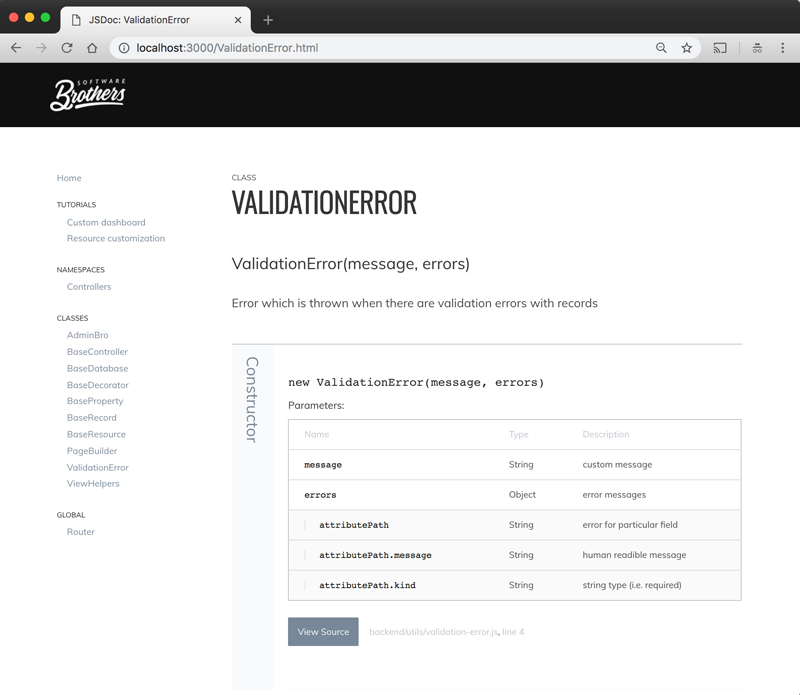 JSDoc: ValidationError
localhost:3000/ValidationError.html
SOFTWARE
Brothers
Home
TUTORIALS
Custom dashboard
Resource customization
NAMESPACES
Controllers
CLASSES
AdminBro
BaseController
BaseDatabase
BaseDecorator
BaseProperty
BaseRecord
BaseResource
PageBuilder
ValidationError
ViewHelpers
GLOBAL
Router
CLASS
VALIDATIONERROR
ValidationError(message, errors)
Error which is thrown when there are validation errors with records
Constructor
new ValidationError(message, errors)
Parameters:
Name Type Description
message String custom message
errors Object error messages
attributePath String error for particular field
attributePath.message String human readible message
attributePath.kind String string type (i.e. required)
View Source backend/utils/validation-error.js, line 4